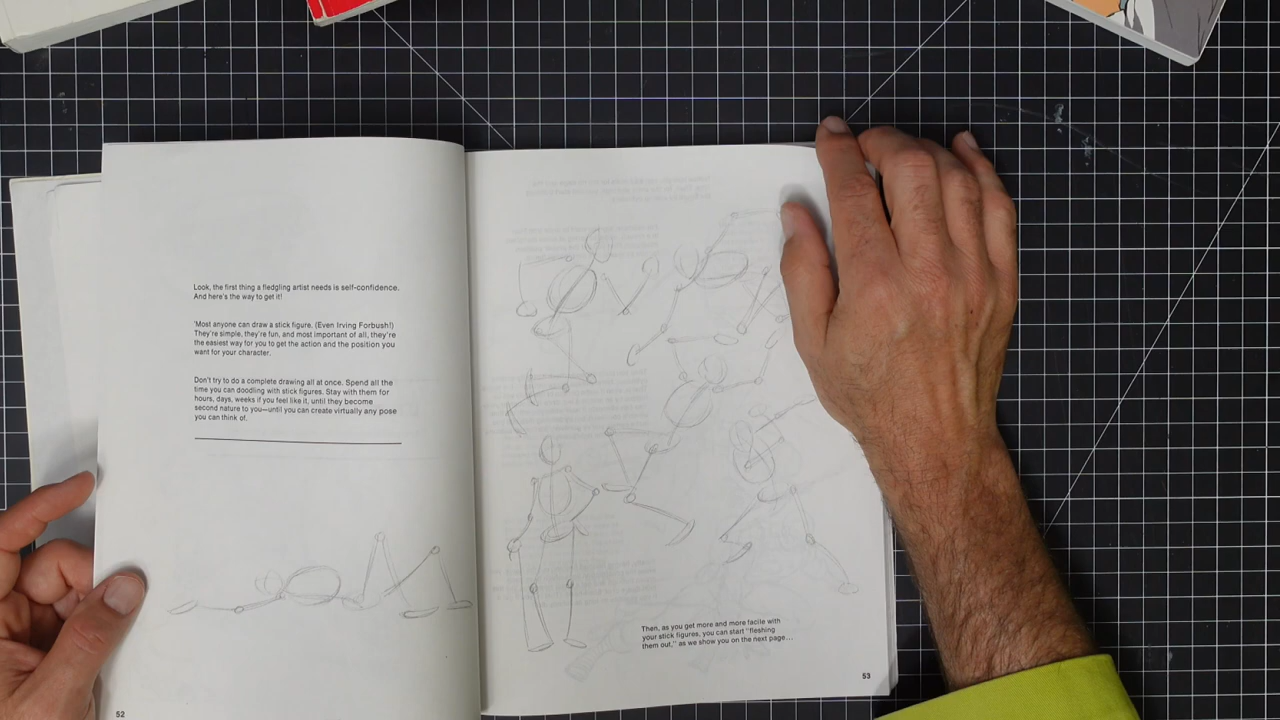 Look, the first thing a fledgling artist needs is self-confidence.
And here's the way to get it!
'Most anyone can draw a stick figure. (Even Irving Forbush!)
They're simple, they're fun, and most important of all, they're
the easiest way for you to get the action and the position you
want for your character.
Don't try to do a complete drawing all at once. Spend all the
time you can doodling with stick figures. Stay with them for
hours, days, weeks if you feel like it, until they become
second nature to you—until you can create virtually any pose
you can think of.
52
Then, as you get more and more facile with
your stick figures, you can start "fleshing
them out," as we show you on the next page...
53